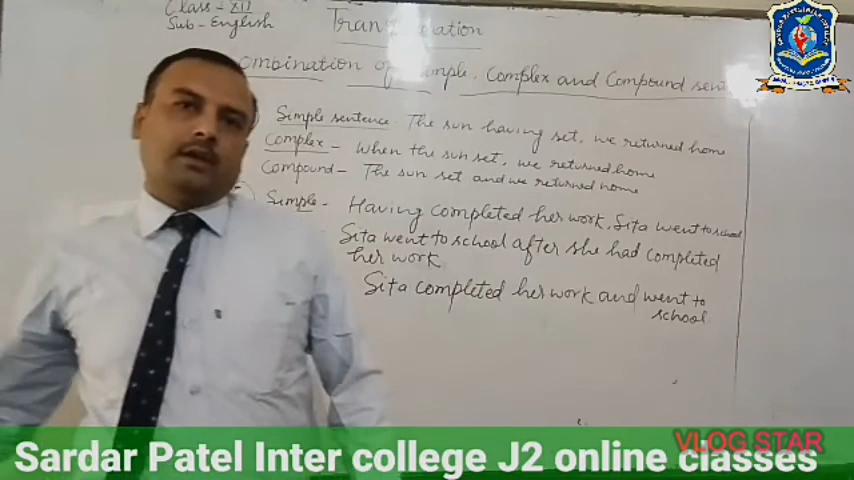 Class - XII
Sub - English
ombination of Simple, Complex and Compound sent
Simple sentence. The sun having set, we returned home
Complex - When the sun set, we returned home
Compound - The sun set and we returned home
Simple - Having completed her work, Sita went to school
Sita went to school after she had completed
her work
Sita completed her work and went to
school.
VLOG STAR
Sardar Patel Inter college J2 online classes